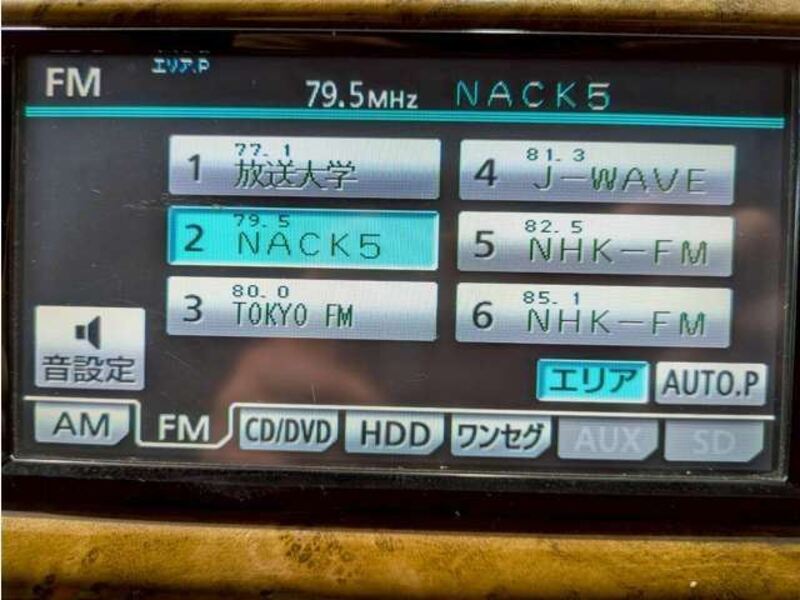 FM
エリア.P
79.5MHz NACK5
1 77.1 放送大学
2 79.5 NACK5
3 80.0 TOKYO FM
4 81.3 J-WAVE
5 82.5 NHK-FM
6 85.1 NHK-FM
音設定
エリア AUTO.P
AM FM CD/DVD HDD ワンセグ AUX SD